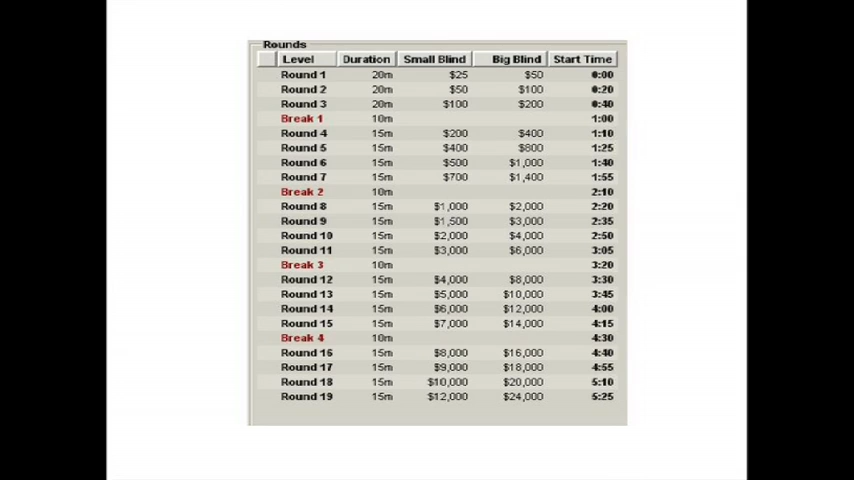 Rounds
Level Duration Small Blind Big Blind Start Time
Round 1 20m $25 $50 0:00
Round 2 20m $50 $100 0:20
Round 3 20m $100 $200 0:40
Break 1 10m 1:00
Round 4 15m $200 $400 1:10
Round 5 15m $400 $800 1:25
Round 6 15m $500 $1,000 1:40
Round 7 15m $700 $1,400 1:55
Break 2 10m 2:10
Round 8 15m $1,000 $2,000 2:20
Round 9 15m $1,500 $3,000 2:35
Round 10 15m $2,000 $4,000 2:50
Round 11 15m $3,000 $6,000 3:05
Break 3 10m 3:20
Round 12 15m $4,000 $8,000 3:30
Round 13 15m $5,000 $10,000 3:45
Round 14 15m $6,000 $12,000 4:00
Round 15 15m $7,000 $14,000 4:15
Break 4 10m 4:30
Round 16 15m $8,000 $16,000 4:40
Round 17 15m $9,000 $18,000 4:55
Round 18 15m $10,000 $20,000 5:10
Round 19 15m $12,000 $24,000 5:25